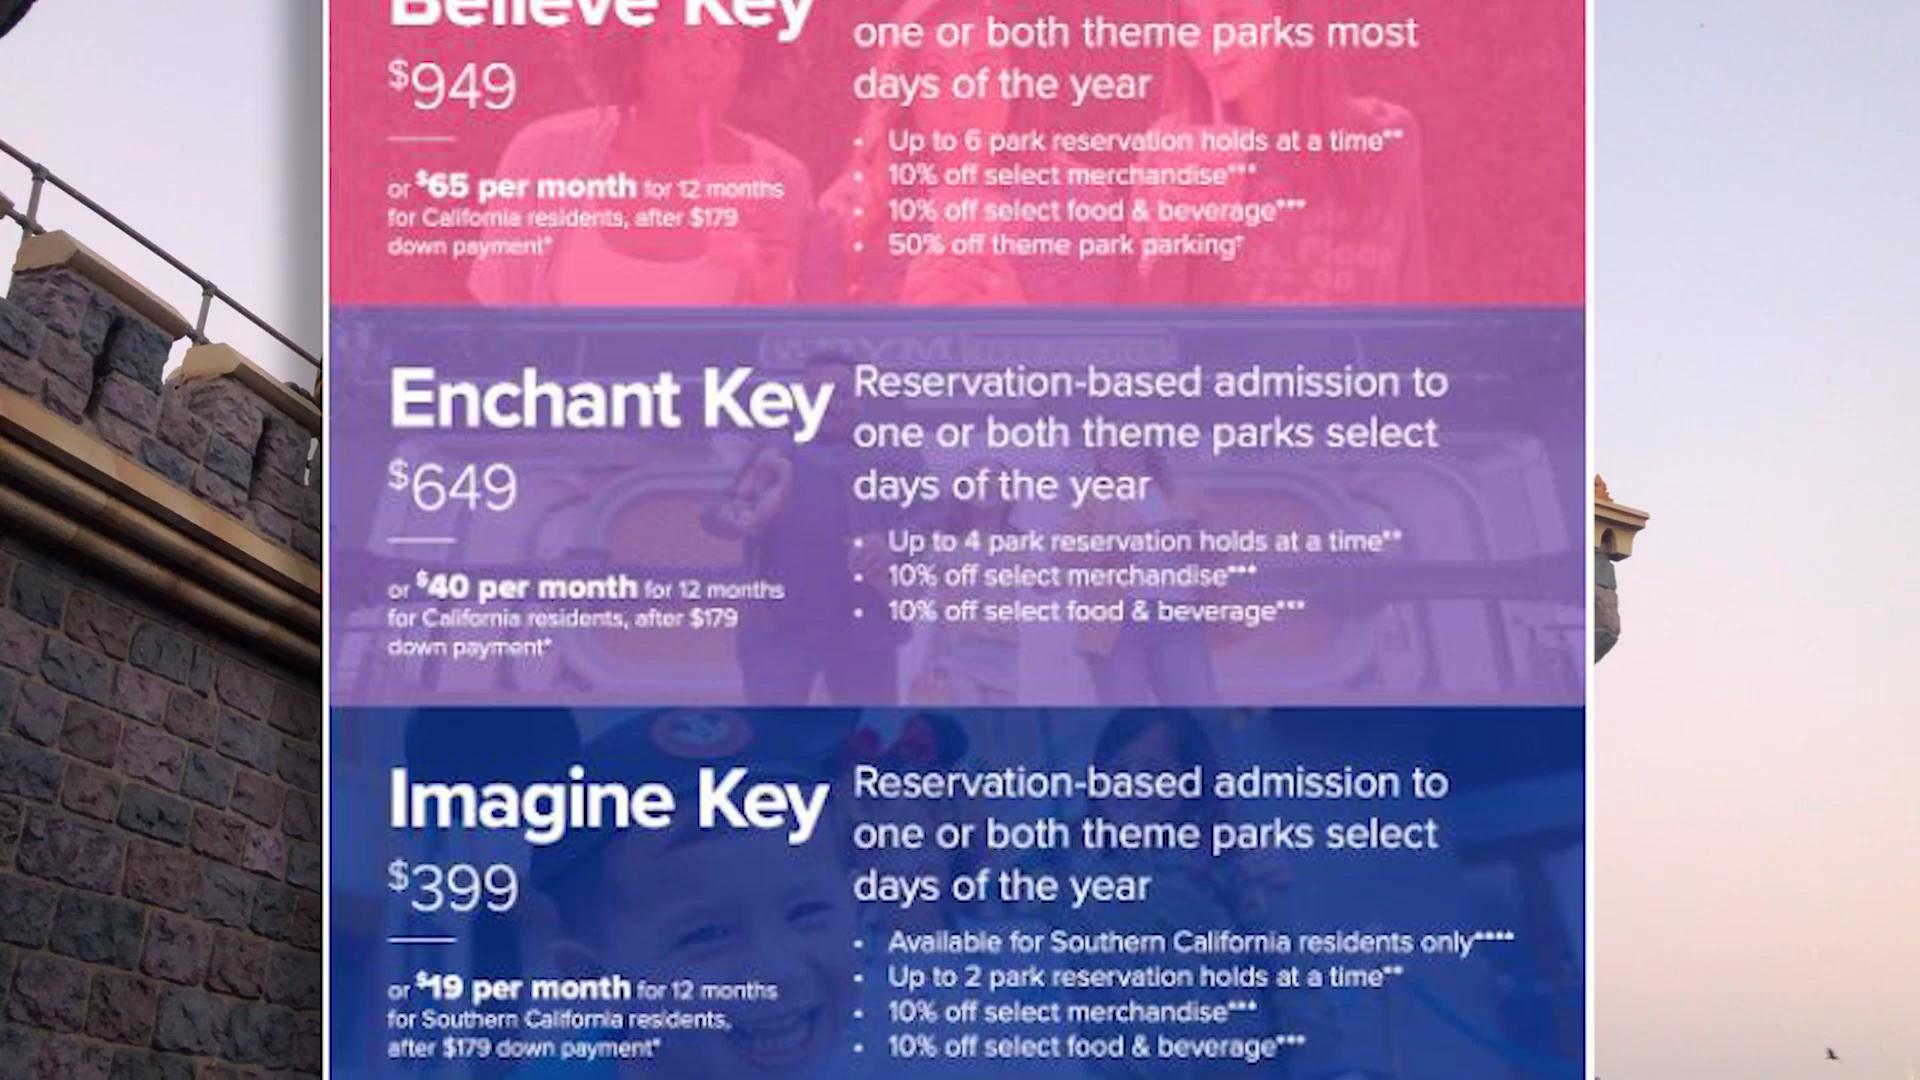 Believe Key
$949
or $65 per month for 12 months
for California residents, after $179
down payment*
one or both theme parks most
days of the year
• Up to 6 park reservation holds at a time**
• 10% off select merchandise***
• 10% off select food & beverage***
• 50% off theme park parking†
Enchant Key
$649
or $40 per month for 12 months
for California residents, after $179
down payment*
Reservation-based admission to
one or both theme parks select
days of the year
• Up to 4 park reservation holds at a time**
• 10% off select merchandise***
• 10% off select food & beverage***
Imagine Key
$399
or $19 per month for 12 months
for Southern California residents,
after $179 down payment*
Reservation-based admission to
one or both theme parks select
days of the year
• Available for Southern California residents only****
• Up to 2 park reservation holds at a time**
• 10% off select merchandise***
• 10% off select food & beverage***